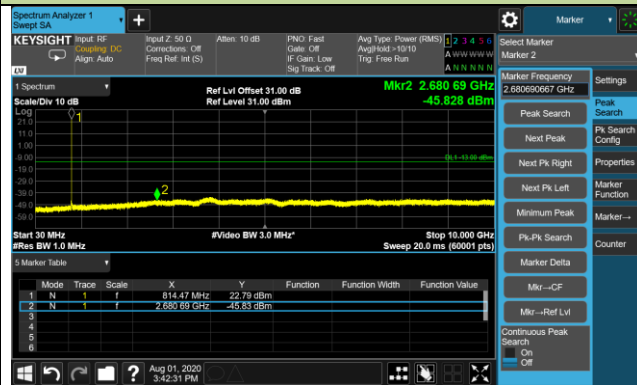 Spectrum Analyzer 1
Swept SA
Marker
KEYSIGHT
Input: RF
Coupling: DC
Align: Auto
Input Z: 50 Ω
Corrections: Off
Freq Ref: Int (S)
Atten: 10 dB
PNO: Fast
Gate: Off
IF Gain: Low
Sig Track: Off
Avg Type: Power (RMS)
Avg|Hold:>10/10
Trig: Free Run
1 2 3 4 5 6
A W W W W W
A N N N N N
LXI
Select Marker
Marker 2
1 Spectrum
Scale/Div 10 dB
Ref Lvl Offset 31.00 dB
Ref Level 31.00 dBm
Mkr2 2.680 69 GHz
-45.828 dBm
Log
21.0
11.0
1.00
-9.00
-19.0
-29.0
-39.0
-49.0
-59.0
1
2
DL1 -13.00 dBm
Start 30 MHz
#Res BW 1.0 MHz
#Video BW 3.0 MHz*
Stop 10.000 GHz
Sweep 20.0 ms (60001 pts)
5 Marker Table
Mode Trace Scale X Y Function Function Width Function Value
1 N 1 f 814.47 MHz 22.79 dBm
2 N 1 f 2.680 69 GHz -45.83 dBm
3
4
5
6
Marker Frequency
2.680690667 GHz
Peak Search
Next Peak
Next Pk Right
Next Pk Left
Minimum Peak
Pk-Pk Search
Marker Delta
Mkr→CF
Mkr→Ref Lvl
Continuous Peak
Search
On
Off
Settings
Peak
Search
Pk Search
Config
Properties
Marker
Function
Marker→
Counter
?
Aug 01, 2020
3:42:31 PM